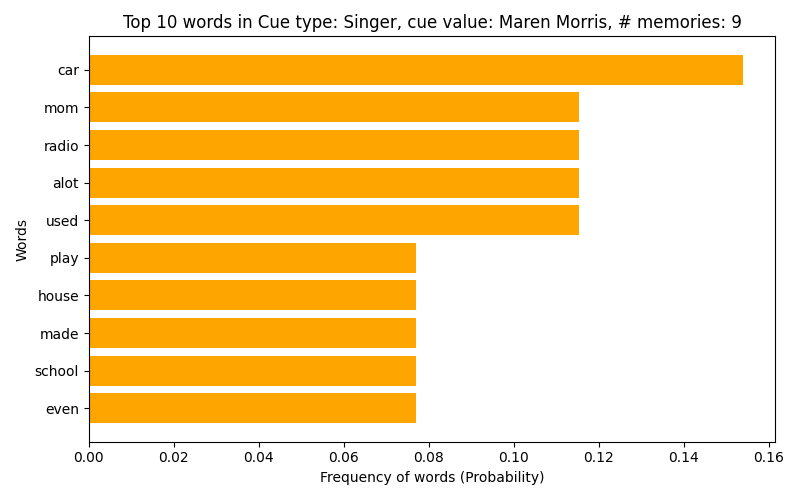 Top 10 words in Cue type: Singer, cue value: Maren Morris, # memories: 9
car
mom
radio
alot
used
play
house
made
school
even
Words
0.00 0.02 0.04 0.06 0.08 0.10 0.12 0.14 0.16
Frequency of words (Probability)